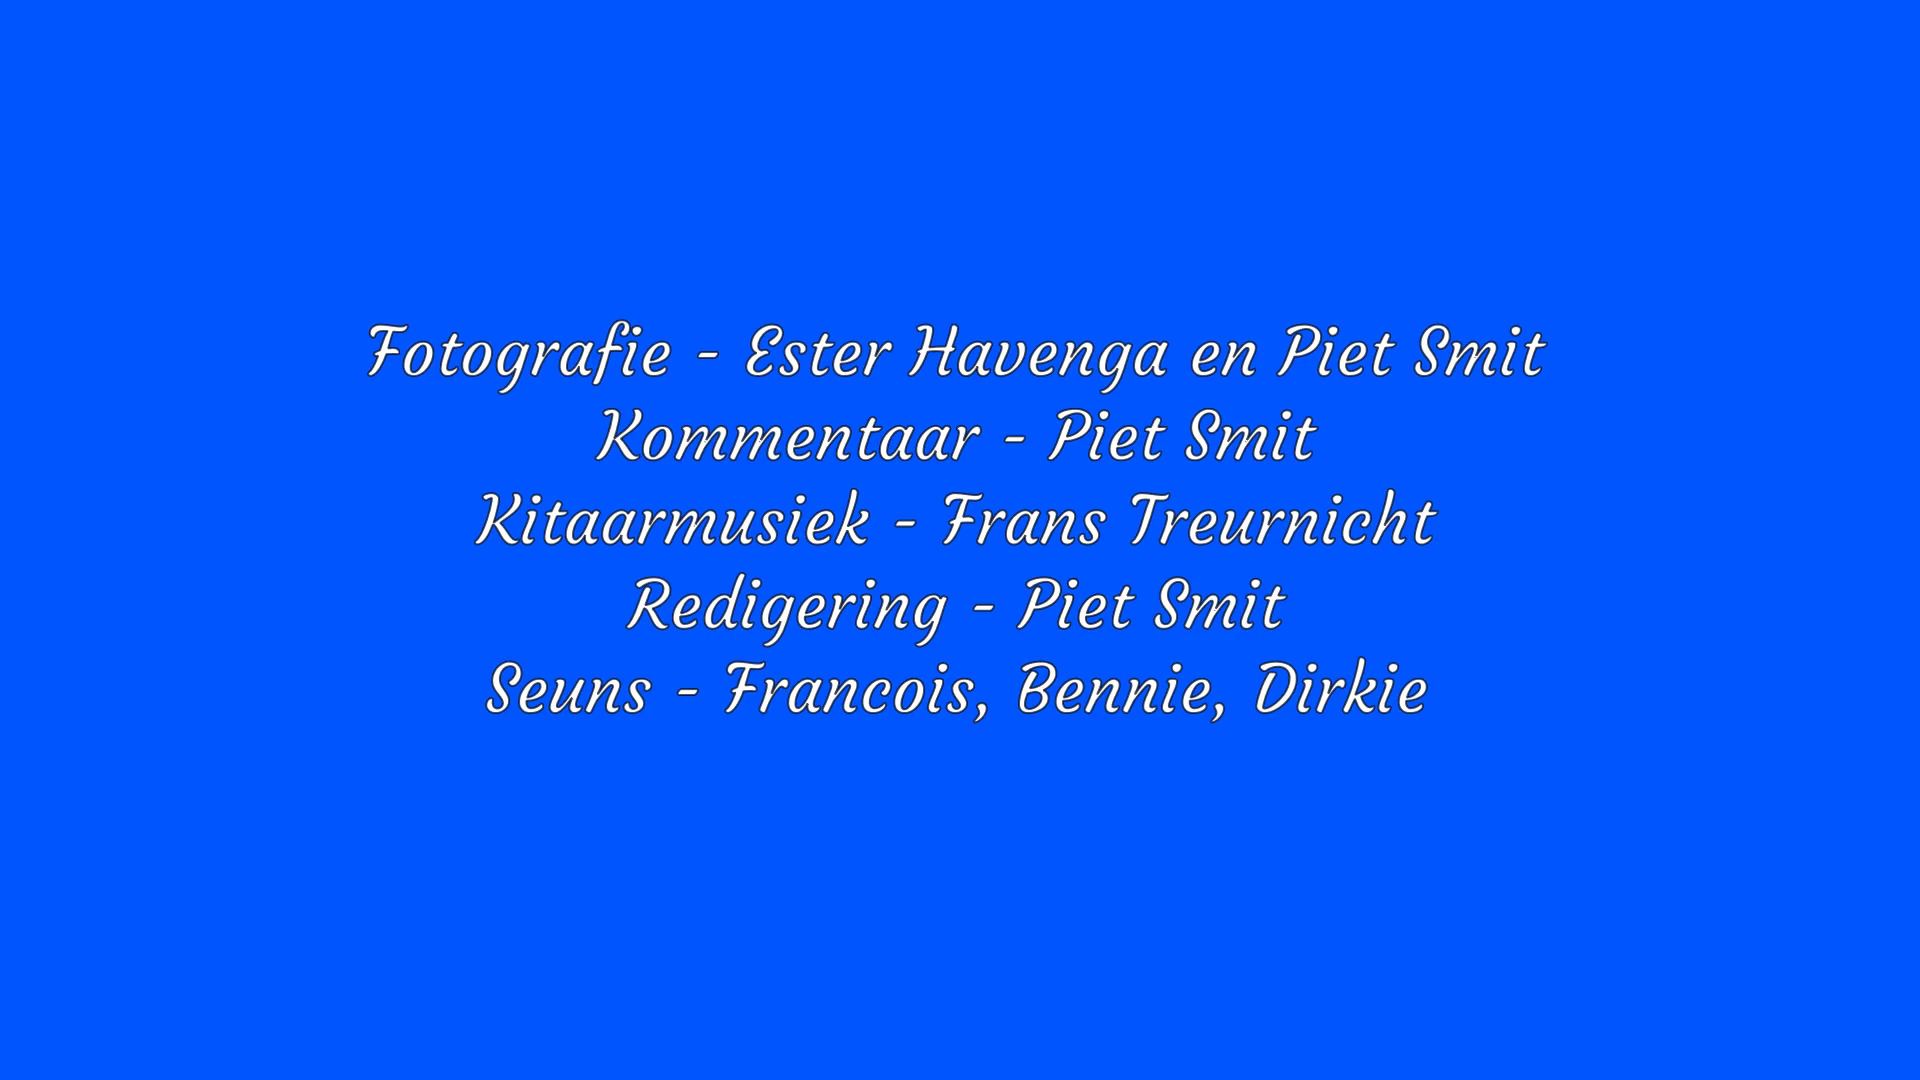 Fotografie - Ester Havenga en Piet Smit
Kommentaar - Piet Smit
Kitaarmusiek - Frans Treurnicht
Redigering - Piet Smit
Seuns - Francois, Bennie, Dirkie